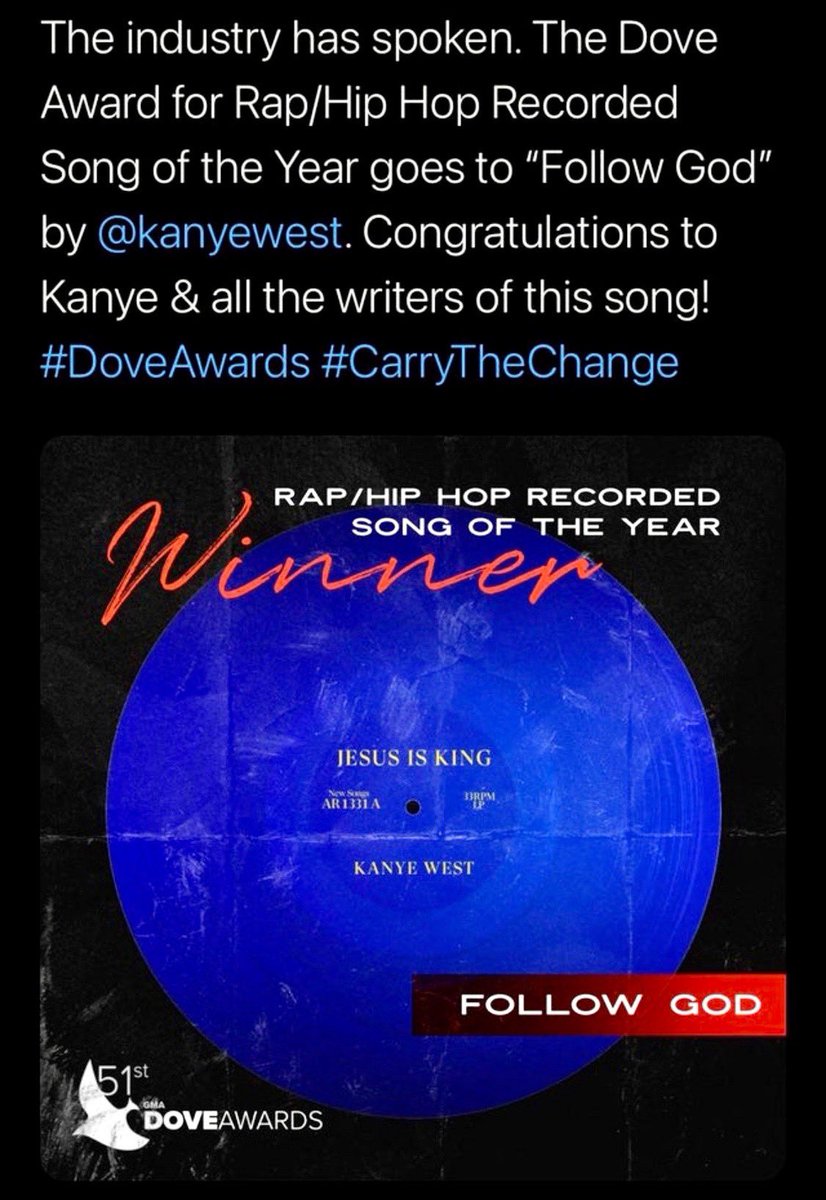 The industry has spoken. The Dove
Award for Rap/Hip Hop Recorded
Song of the Year goes to “Follow God”
by @kanyewest. Congratulations to
Kanye & all the writers of this song!
#DoveAwards #CarryTheChange
RAP/HIP HOP RECORDED
SONG OF THE YEAR
Winner
JESUS IS KING
New Songs
AR1331A
33RPM
LP
KANYE WEST
FOLLOW GOD
51st
GMA
DOVEAWARDS